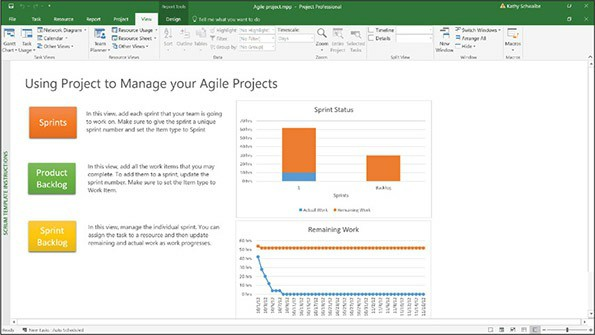 Report Tools
Agile project.mpp - Project Professional
Kathy Schwalbe
File
Task
Resource
Report
Project
View
Design
Tell me what you want to do
Gantt
Chart
Task
Usage
Network Diagram
Calendar
Other Views
Task Views
Team
Planner
Resource Usage
Resource Sheet
Other Views
Resource Views
Sort
Outline
Tables
[No Highlight]
[No Filter]
[No Group]
Data
Timescale:
Days
Zoom
Entire
Project
Selected
Tasks
Zoom
Timeline
Details
Split View
New
Window
Switch Windows
Arrange All
Hide
Window
Macros
Macros
Using Project to Manage your Agile Projects
SCRUM TEMPLATE INSTRUCTIONS
Sprints
In this view, add each sprint that your team is going
to work on. Make sure to give the sprint a unique
sprint number and set the Item type to Sprint
Product
Backlog
In this view, add all the work items that you may
complete. To add them to a sprint, update the
sprint number. Make sure to set the Item type to
Work Item.
Sprint
Backlog
In this view, manage the individual sprint. You can
assign the task to a resource and then update
remaining and actual work as work progresses.
Sprint Status
70 hrs
60 hrs
50 hrs
40 hrs
30 hrs
20 hrs
10 hrs
0 hrs
1
Backlog
Sprints
Actual Work
Remaining Work
Remaining Work
60 hrs
50 hrs
40 hrs
30 hrs
20 hrs
10 hrs
0 hrs
Ready
New Tasks : Auto Scheduled